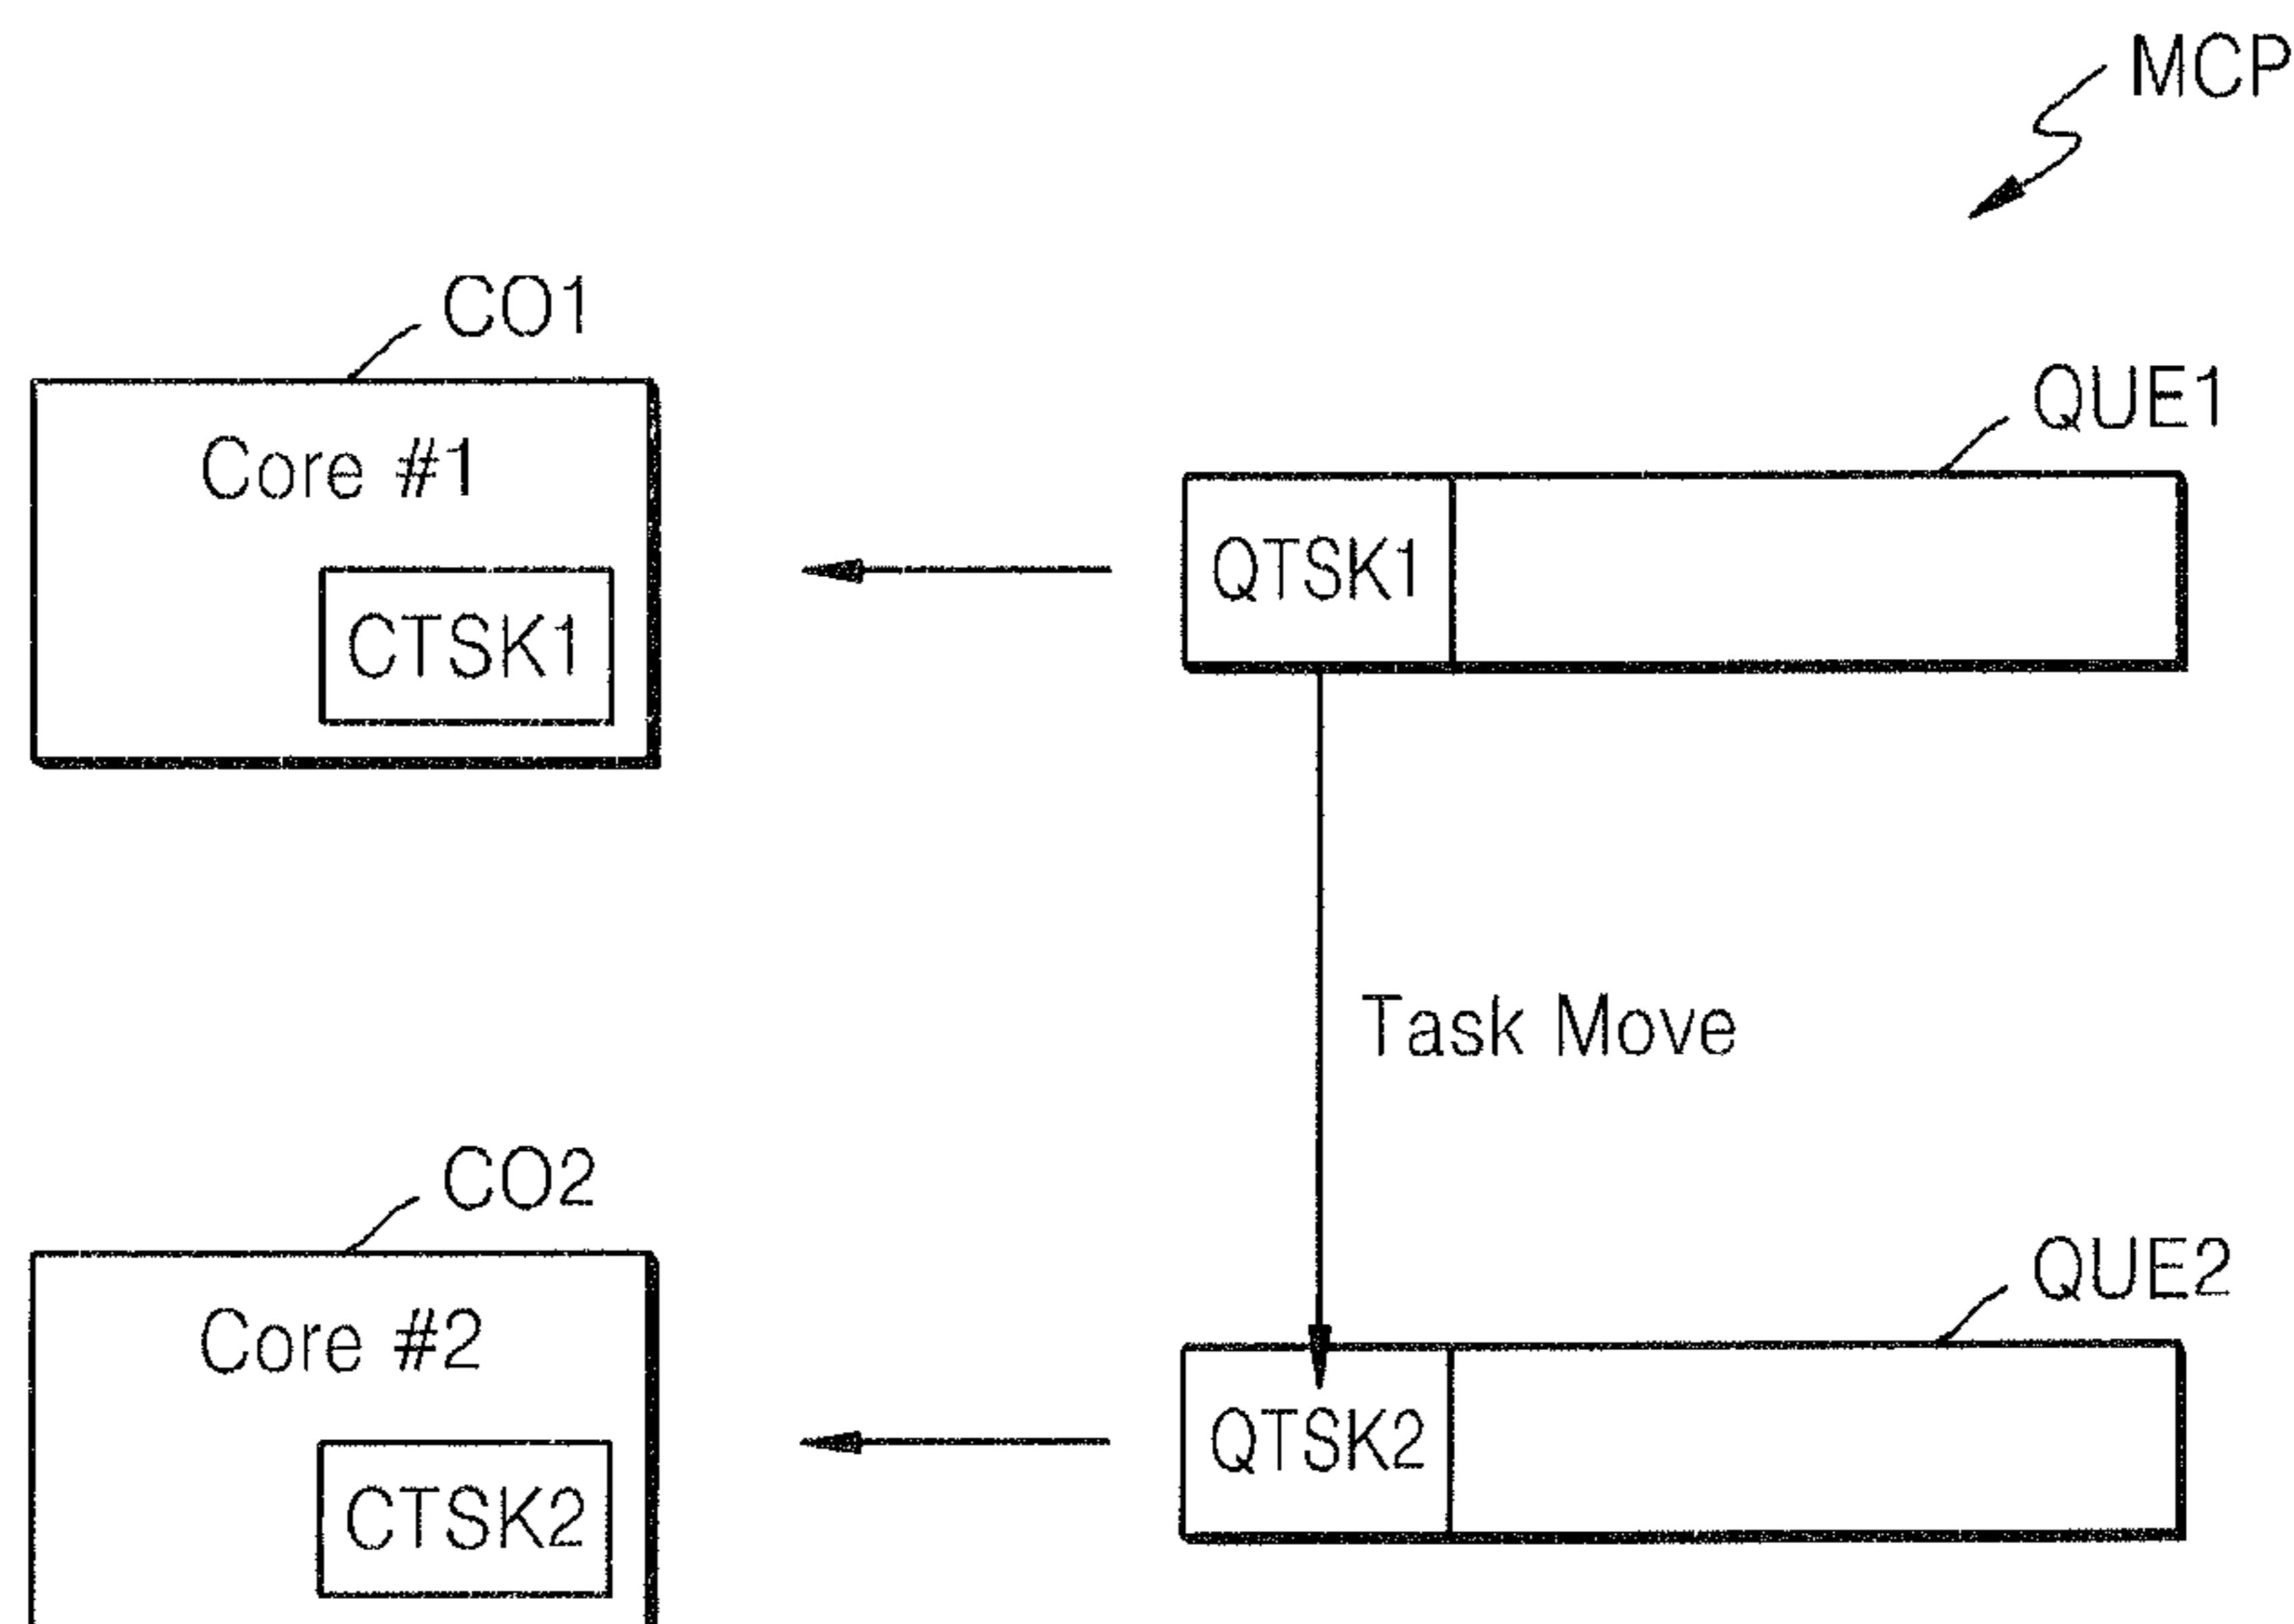 MCP
CO1
QUE1
Core #1
QTSK1
CTSK1
Task Move
CO2
QUE2
Core #2
QTSK2
CTSK2